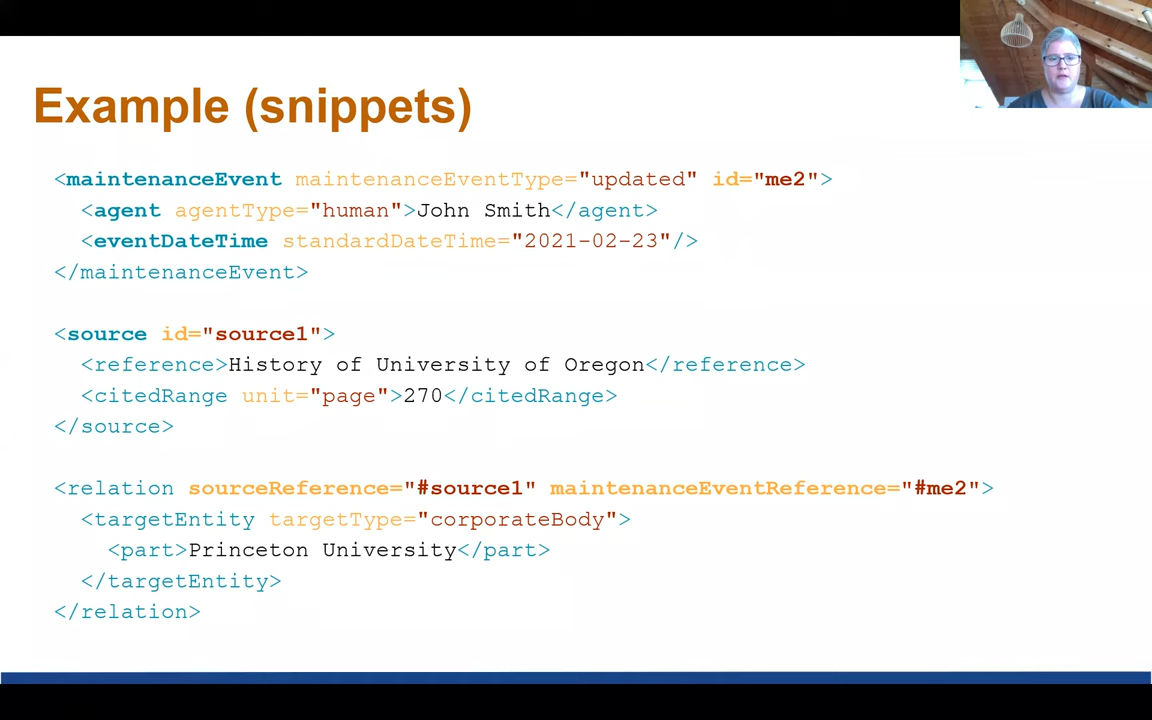 Example (snippets)
<maintenanceEvent maintenanceEventType="updated" id="me2">
<agent agentType="human">John Smith</agent>
<eventDateTime standardDateTime="2021-02-23"/>
</maintenanceEvent>
<source id="source1">
<reference>History of University of Oregon</reference>
<citedRange unit="page">270</citedRange>
</source>
<relation sourceReference="#source1" maintenanceEventReference="#me2">
<targetEntity targetType="corporateBody">
<part>Princeton University</part>
</targetEntity>
</relation>